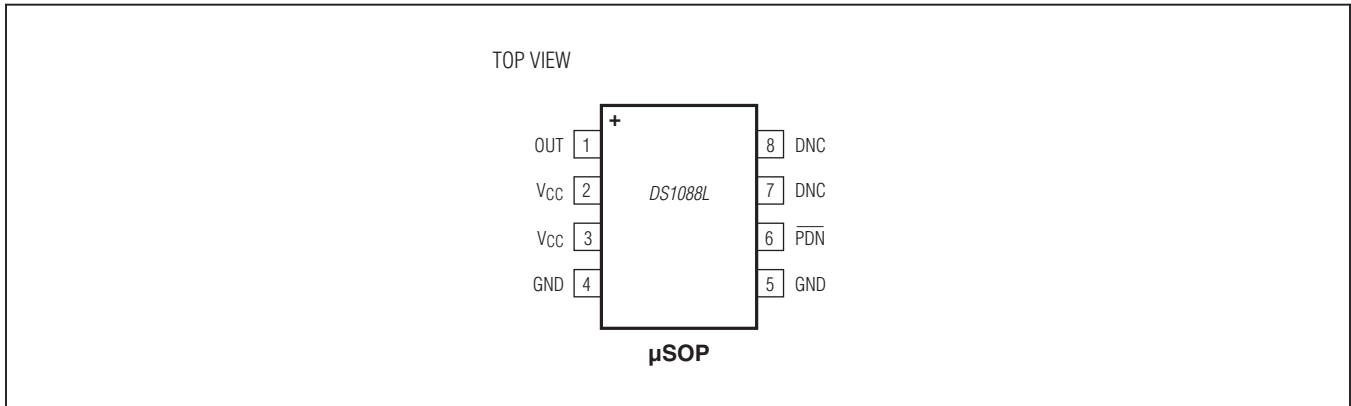 TOP VIEW
+
OUT 1 8 DNC
VCC 2 DS1088L 7 DNC
VCC 3 6 P̅D̅N̅
GND 4 5 GND
µSOP